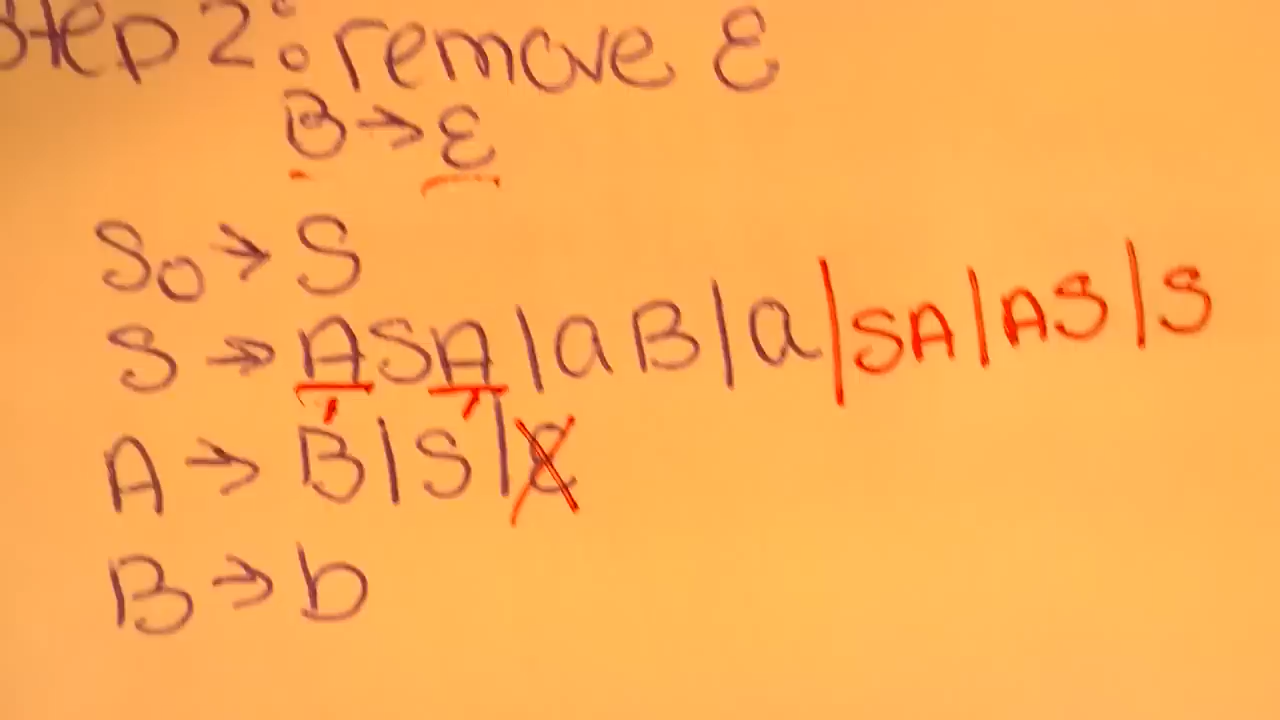 Step 2: remove ε
B → ε
S₀ → S
S → ASA | aB | a | SA | AS | S
A → B | S | ε
B → b